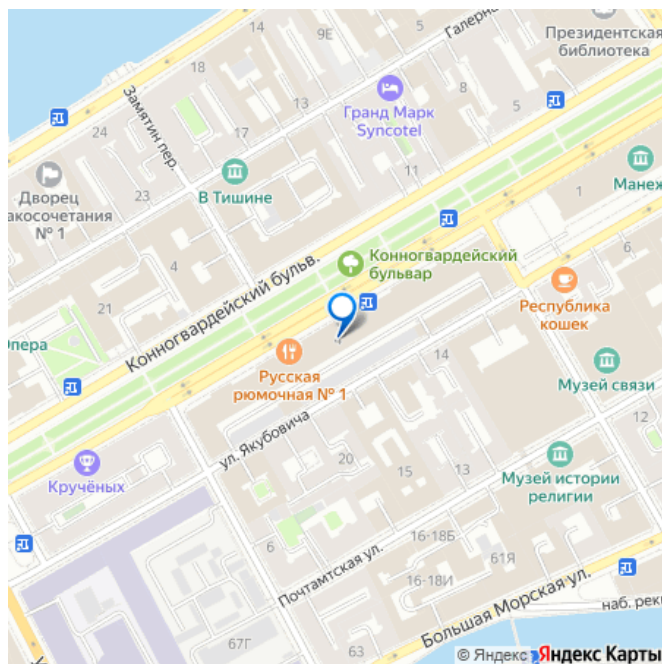 Президентская
библиотека
9Е
14
Галерная
18
Гранд Марк
Syncotel
8
5
Замятин пер.
24
17
Дворец
акосочетания
№ 1
В Тишине
11
1
Манеж
23
4
Конногвардейский
бульвар
6
Конногвардейский бульв.
21
Опера
Республика
кошек
Русская
рюмочная № 1
14
Музей связи
ул. Якубовича
12
Кручёных
20
15
13
Музей истории
религии
6
16-18Б
61Я
Почтамтская ул.
16-18И
Большая Морская ул.
наб. реки
67Г
63
© Яндекс
Яндекс Карты